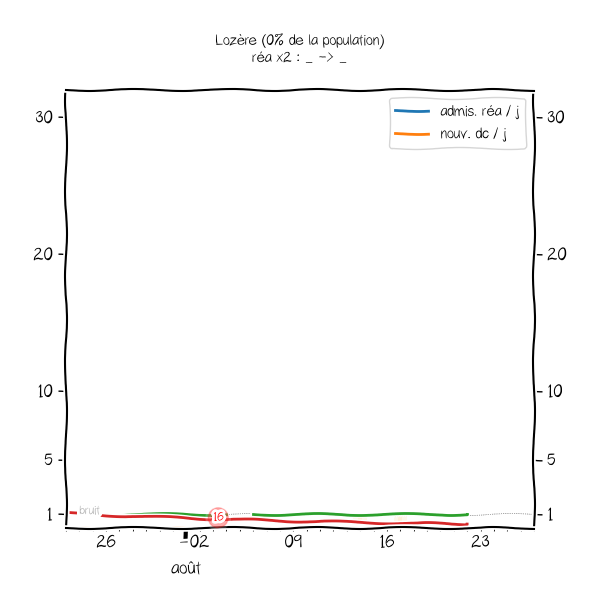 Lozère (0% de la population)
réa x2 : _ -> _
admis. réa / j
nouv. dc / j
30
30
20
20
10
10
5
5
1
bruit
16
1
26
02
09
16
23
août